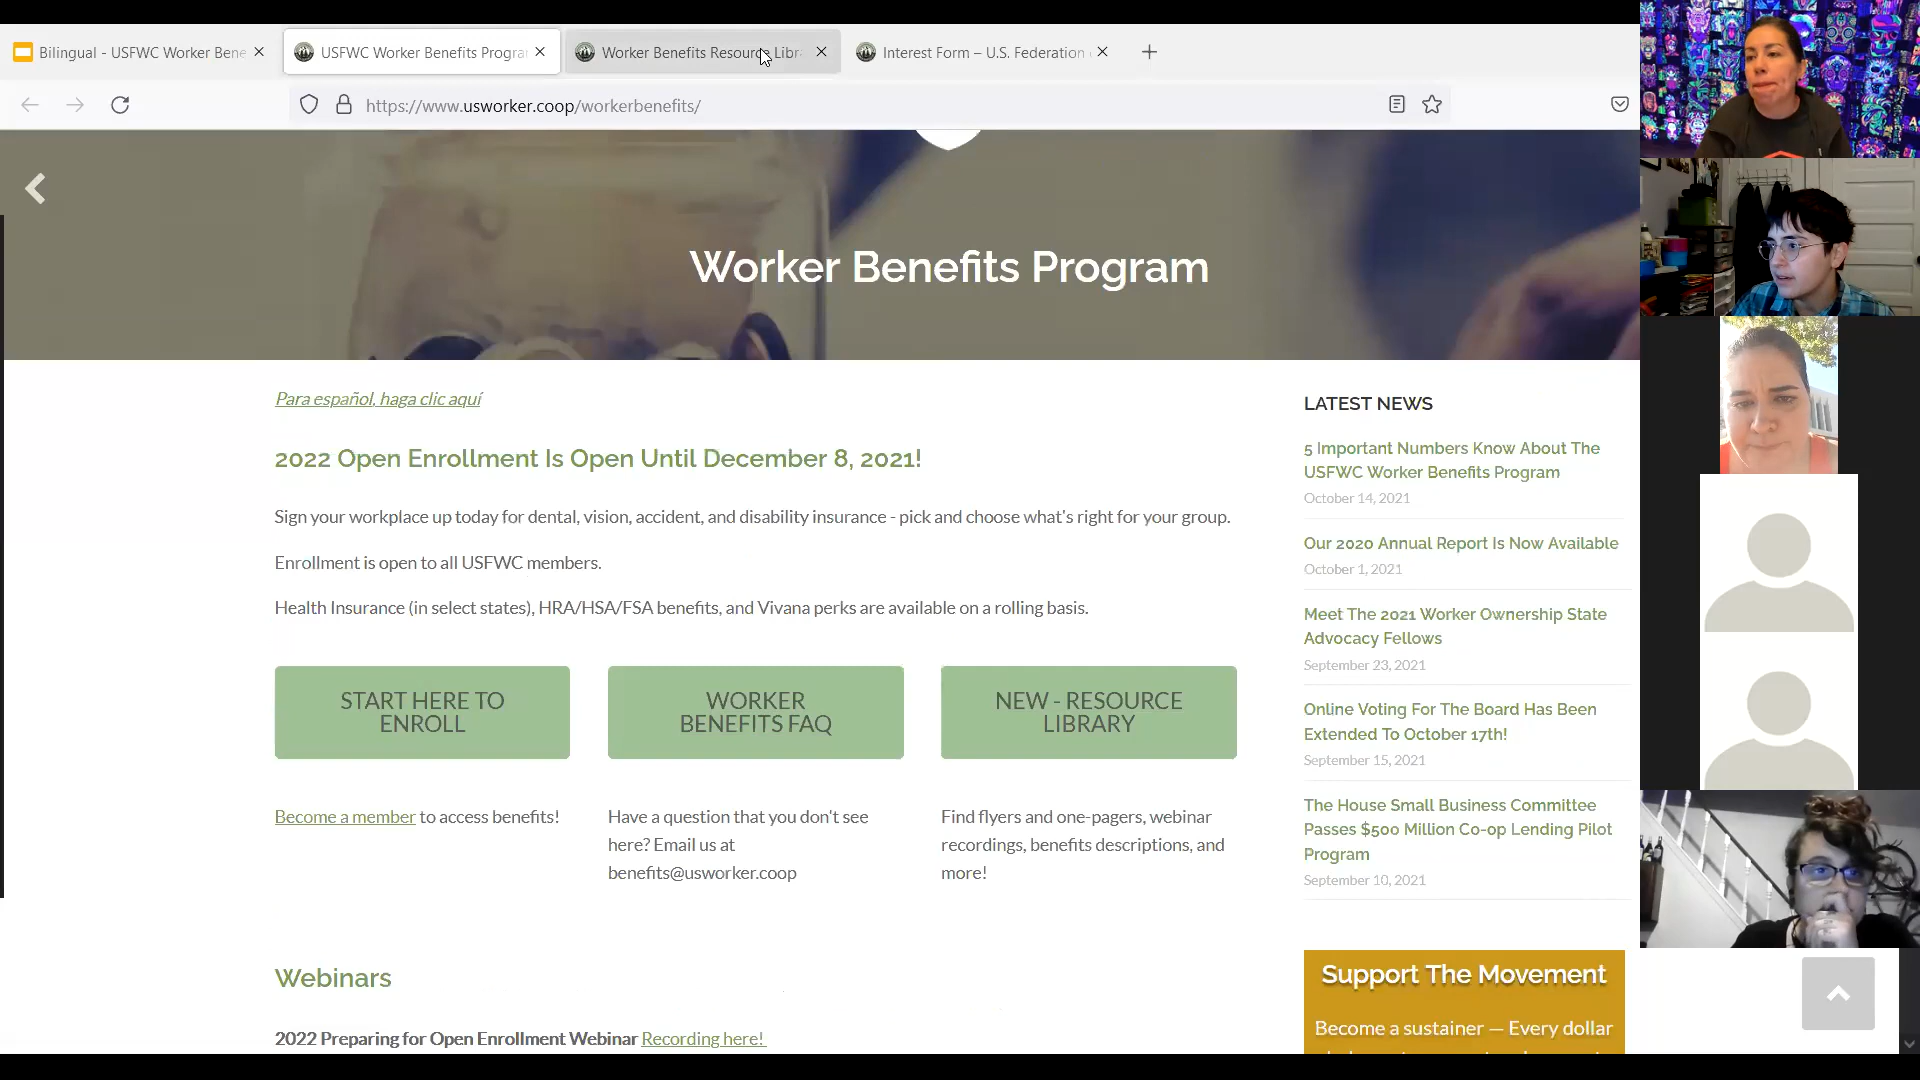 Bilingual - USFWC Worker Bene
USFWC Worker Benefits Progra
Worker Benefits Resource Libr
Interest Form – U.S. Federation
https://www.usworker.coop/workerbenefits/
Worker Benefits Program
Para español, haga clic aquí
2022 Open Enrollment Is Open Until December 8, 2021!
Sign your workplace up today for dental, vision, accident, and disability insurance - pick and choose what's right for your group.
Enrollment is open to all USFWC members.
Health Insurance (in select states), HRA/HSA/FSA benefits, and Vivana perks are available on a rolling basis.
START HERE TO
ENROLL
Become a member to access benefits!
WORKER
BENEFITS FAQ
Have a question that you don't see
here? Email us at
benefits@usworker.coop
NEW - RESOURCE
LIBRARY
Find flyers and one-pagers, webinar
recordings, benefits descriptions, and
more!
Webinars
2022 Preparing for Open Enrollment Webinar Recording here!
LATEST NEWS
5 Important Numbers Know About The
USFWC Worker Benefits Program
October 14, 2021
Our 2020 Annual Report Is Now Available
October 1, 2021
Meet The 2021 Worker Ownership State
Advocacy Fellows
September 23, 2021
Online Voting For The Board Has Been
Extended To October 17th!
September 15, 2021
The House Small Business Committee
Passes $500 Million Co-op Lending Pilot
Program
September 10, 2021
Support The Movement
Become a sustainer — Every dollar